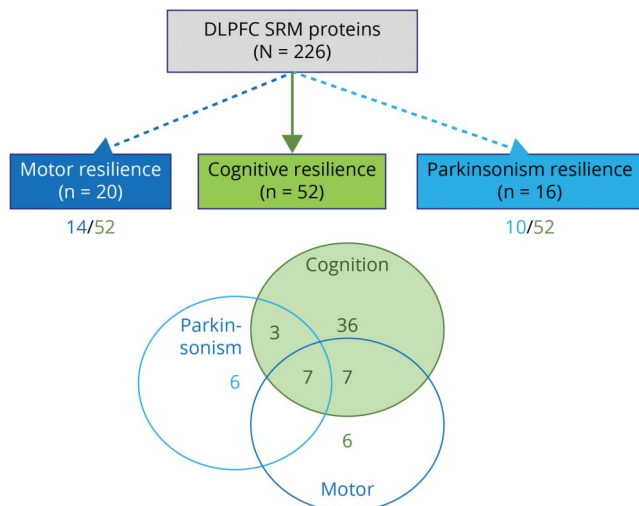 DLPFC SRM proteins
(N = 226)
Motor resilience
(n = 20)
Cognitive resilience
(n = 52)
Parkinsonism resilience
(n = 16)
14/52
10/52
Cognition
Parkin-
sonism
3
36
6
7
7
6
Motor